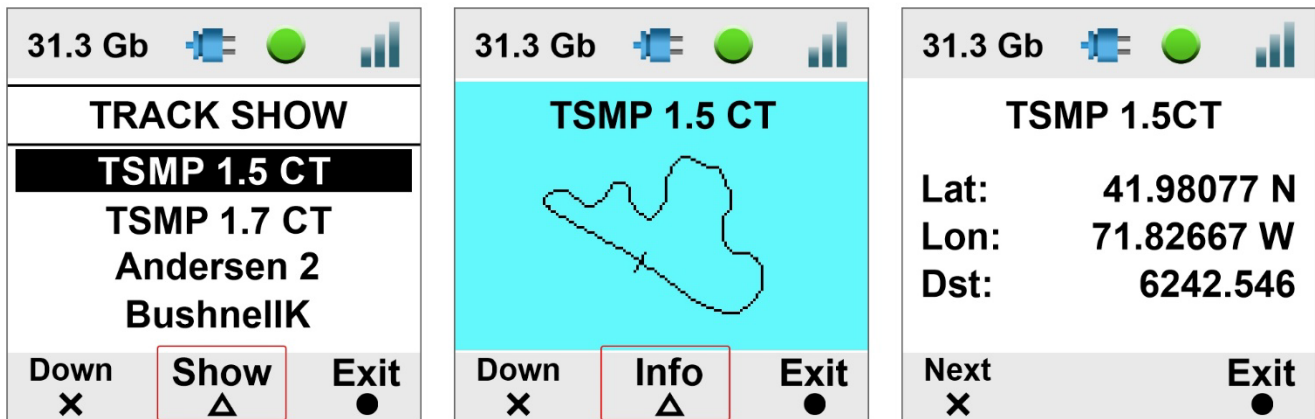 31.3 Gb
TRACK SHOW
TSMP 1.5 CT
TSMP 1.7 CT
Andersen 2
BushnellK
Down Show Exit
31.3 Gb
TSMP 1.5 CT
Down Info Exit
31.3 Gb
TSMP 1.5CT
Lat: 41.98077 N
Lon: 71.82667 W
Dst: 6242.546
Next Exit